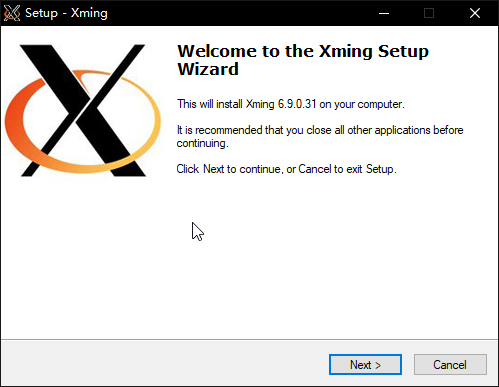 Setup - Xming
Welcome to the Xming Setup
Wizard
This will install Xming 6.9.0.31 on your computer.
It is recommended that you close all other applications before
continuing.
Click Next to continue, or Cancel to exit Setup.
Next >
Cancel